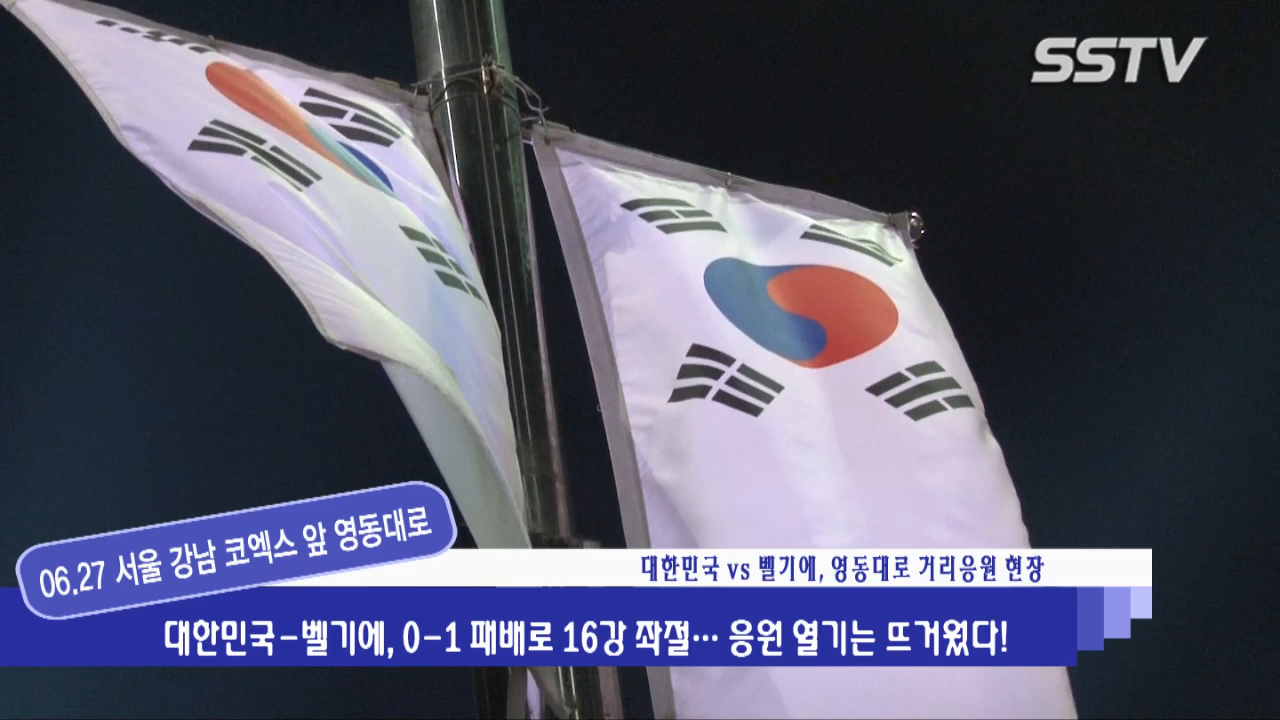 SSTV
06.27 서울 강남 코엑스 앞 영동대로
대한민국 vs 벨기에, 영동대로 거리응원 현장
대한민국-벨기에, 0-1 패배로 16강 좌절… 응원 열기는 뜨거웠다!